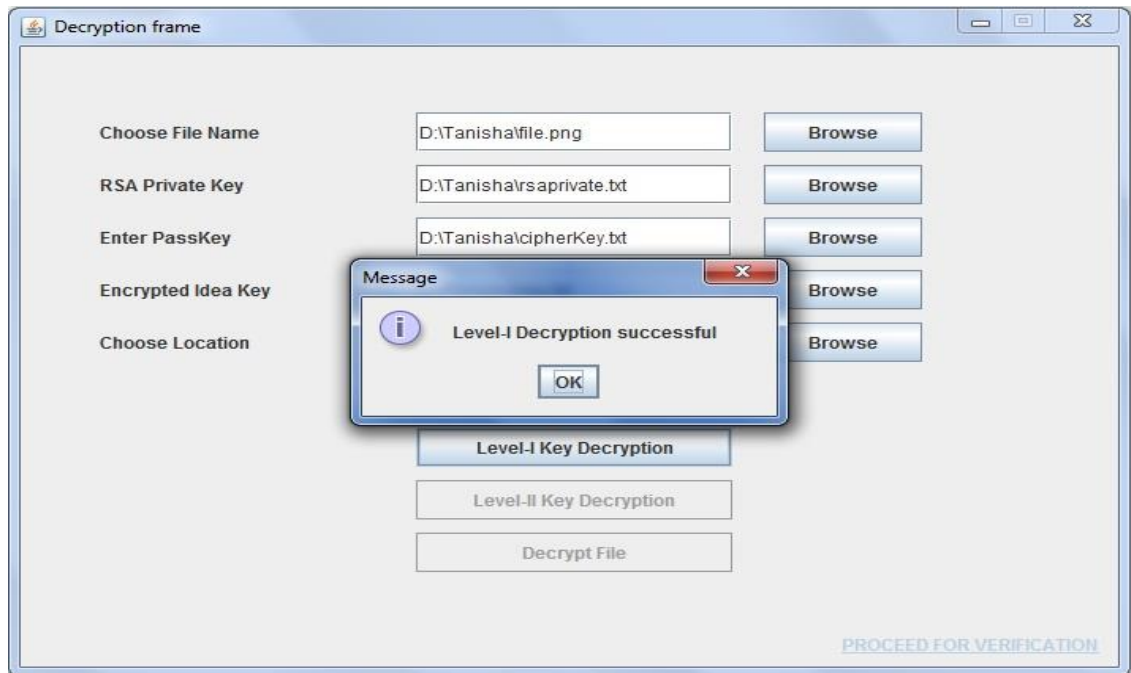 Decryption frame
Choose File Name D:\Tanisha\file.png Browse
RSA Private Key D:\Tanisha\rsaprivate.txt Browse
Enter PassKey D:\Tanisha\cipherKey.txt Browse
Message
Encrypted Idea Key Browse
Level-I Decryption successful
Choose Location Browse
OK
Level-I Key Decryption
Level-II Key Decryption
Decrypt File
PROCEED FOR VERIFICATION